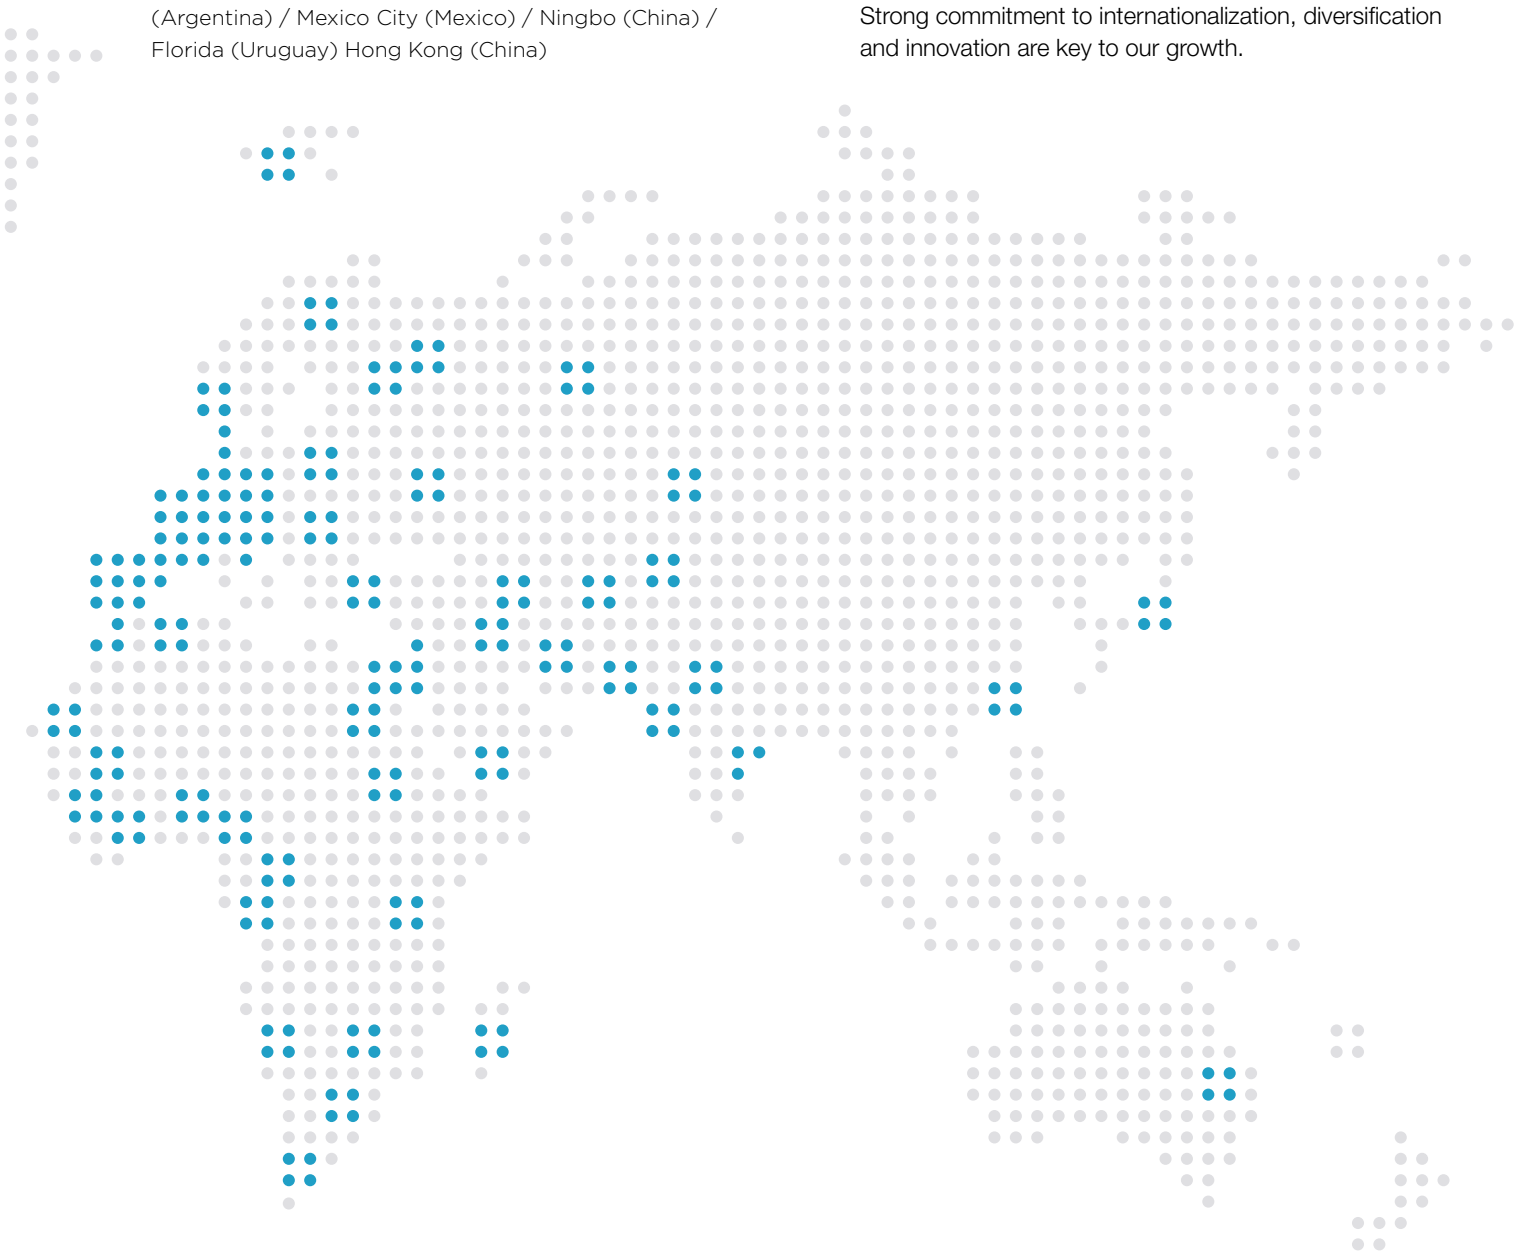 (Argentina) / Mexico City (Mexico) / Ningbo (China) /
Florida (Uruguay) Hong Kong (China)
Strong commitment to internationalization, diversification
and innovation are key to our growth.